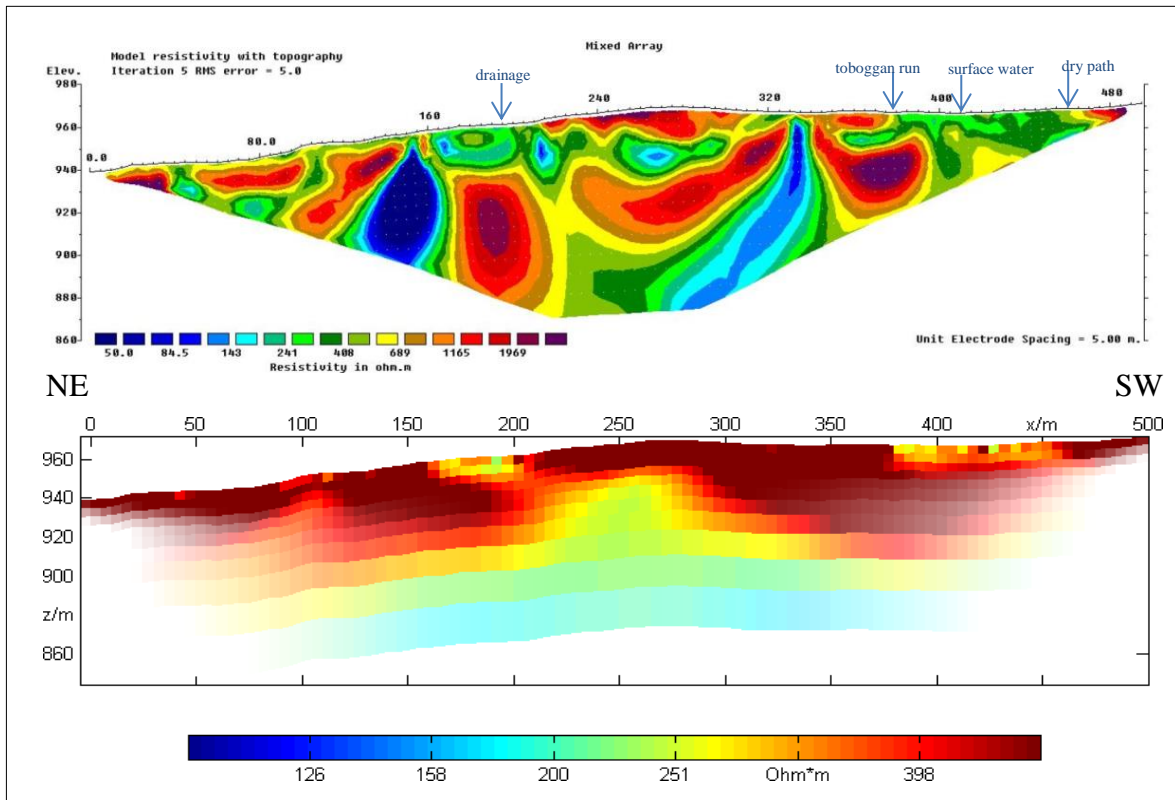 Model resistivity with topography
Mixed Array
Iteration 5 RMS error = 5.0
Elev.
drainage
toboggan run
surface water
dry path
980
960
940
920
900
880
860
0.0
80.0
160
240
320
400
480
50.0 84.5 143 241 408 689 1165 1969
Resistivity in ohm.m
Unit Electrode Spacing = 5.00 m.
NE
SW
0 50 100 150 200 250 300 350 400 x/m 500
960
940
920
900
z/m
860
126 158 200 251 Ohm*m 398